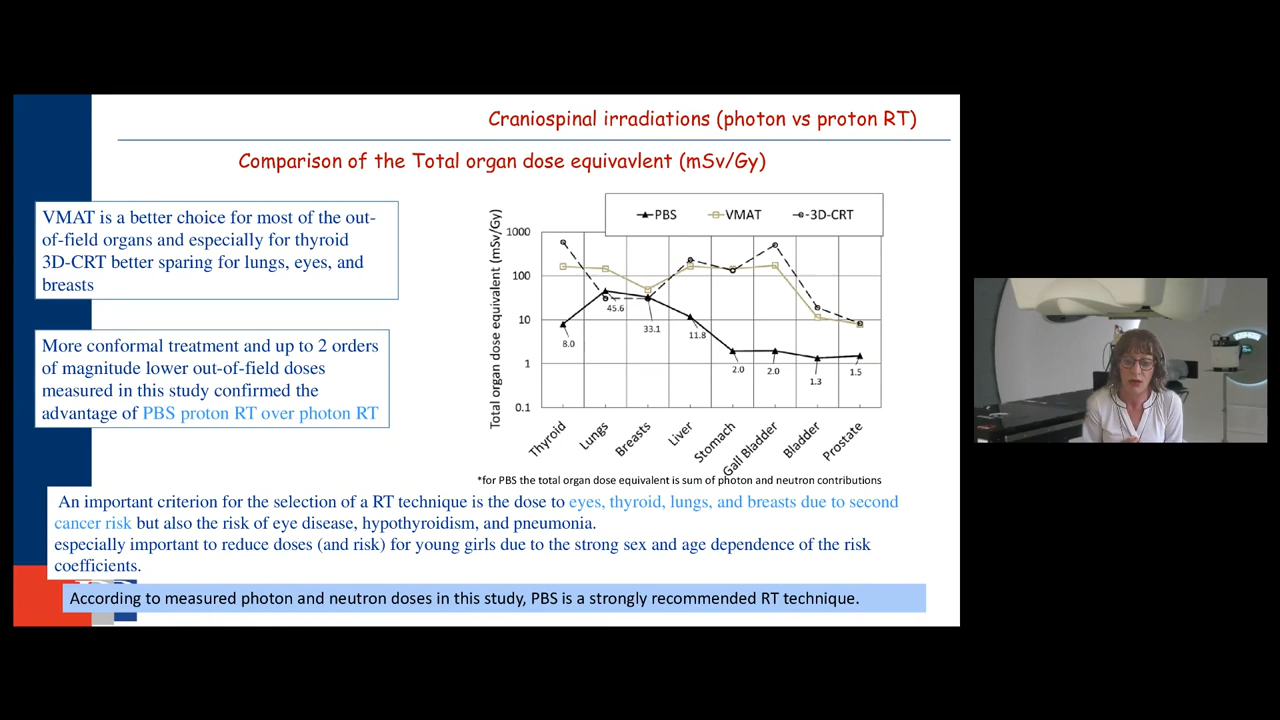 Craniospinal irradiations (photon vs proton RT)
Comparison of the Total organ dose equivavlent (mSv/Gy)
VMAT is a better choice for most of the out-
of-field organs and especially for thyroid
3D-CRT better sparing for lungs, eyes, and
breasts
More conformal treatment and up to 2 orders
of magnitude lower out-of-field doses
measured in this study confirmed the
advantage of PBS proton RT over photon RT
PBS VMAT 3D-CRT
Total organ dose equivalent (mSv/Gy)
1000
100
10
1
0.1
8.0
45.6
33.1
11.8
2.0
2.0
1.3
1.5
Thyroid
Lungs
Breasts
Liver
Stomach
Gall Bladder
Bladder
Prostate
*for PBS the total organ dose equivalent is sum of photon and neutron contributions
An important criterion for the selection of a RT technique is the dose to eyes, thyroid, lungs, and breasts due to second
cancer risk but also the risk of eye disease, hypothyroidism, and pneumonia.
especially important to reduce doses (and risk) for young girls due to the strong sex and age dependence of the risk
coefficients.
According to measured photon and neutron doses in this study, PBS is a strongly recommended RT technique.